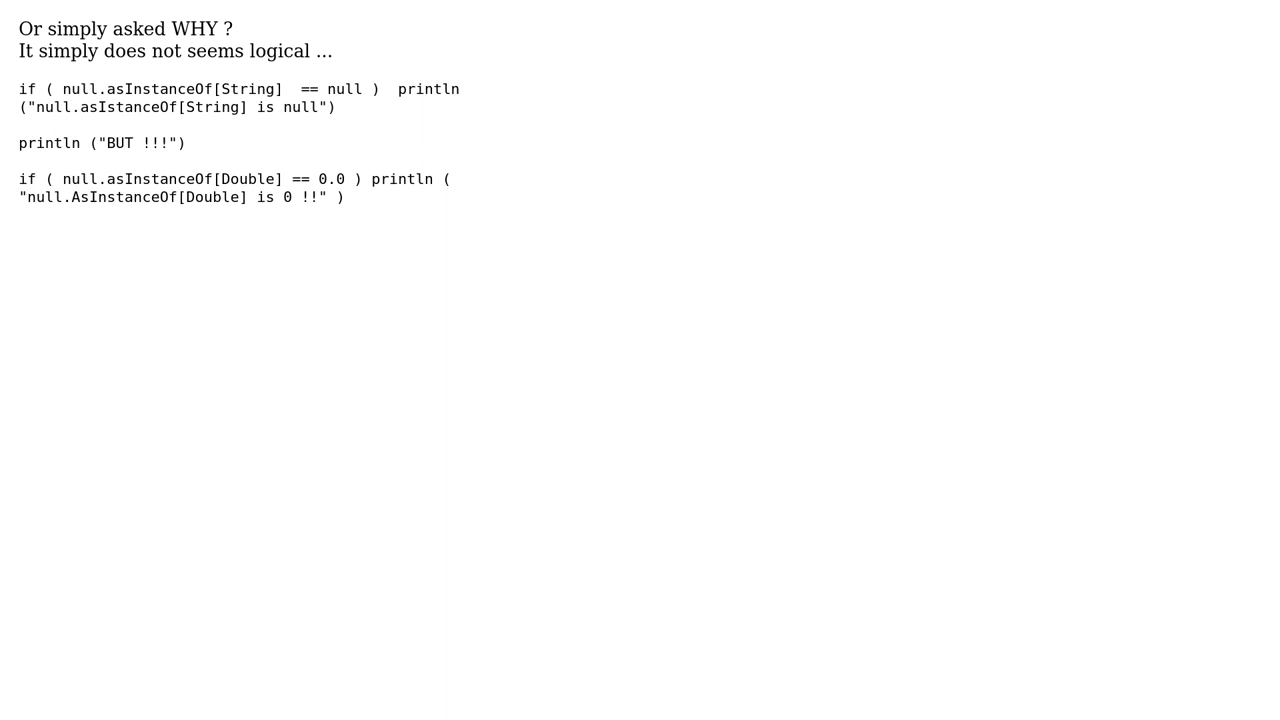 Or simply asked WHY ?
It simply does not seems logical ...
if ( null.asInstanceOf[String]  == null )  println
("null.asIstanceOf[String] is null")
println ("BUT !!!")
if ( null.asInstanceOf[Double] == 0.0 ) println (
"null.AsInstanceOf[Double] is 0 !!" )